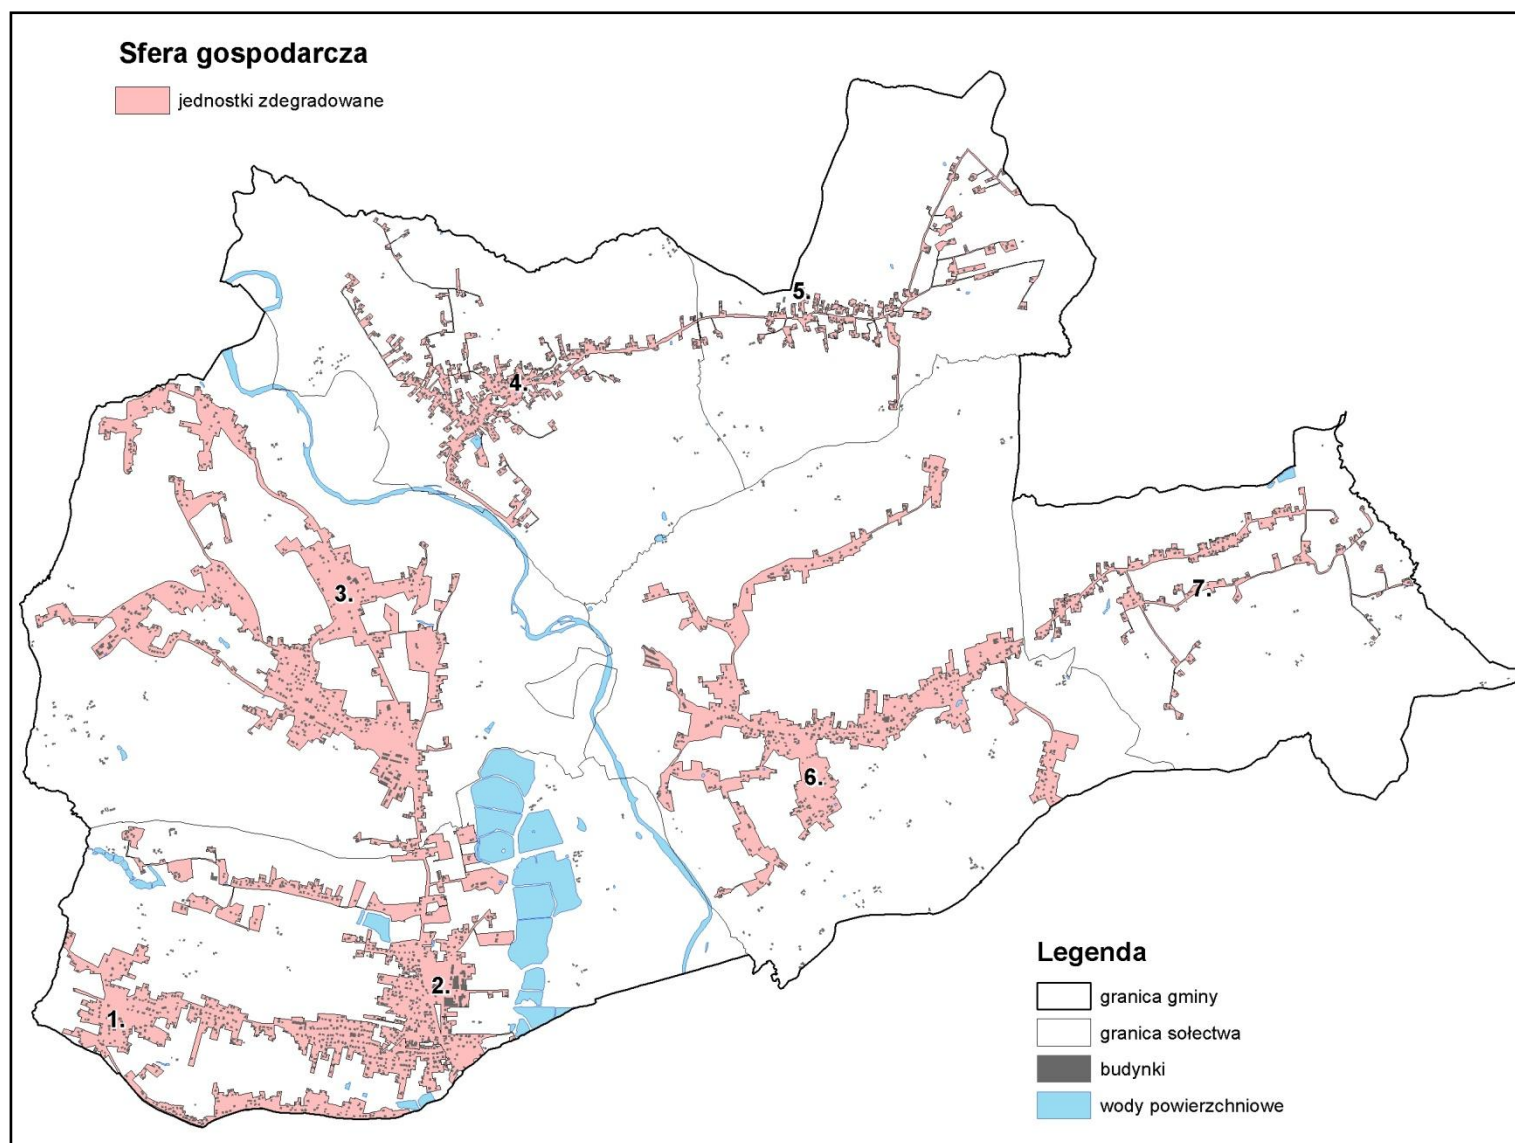 Sfera gospodarcza
jednostki zdegradowane
5.
4.
3.
7.
6.
2.
1.
Legenda
granica gminy
granica sołectwa
budynki
wody powierzchniowe